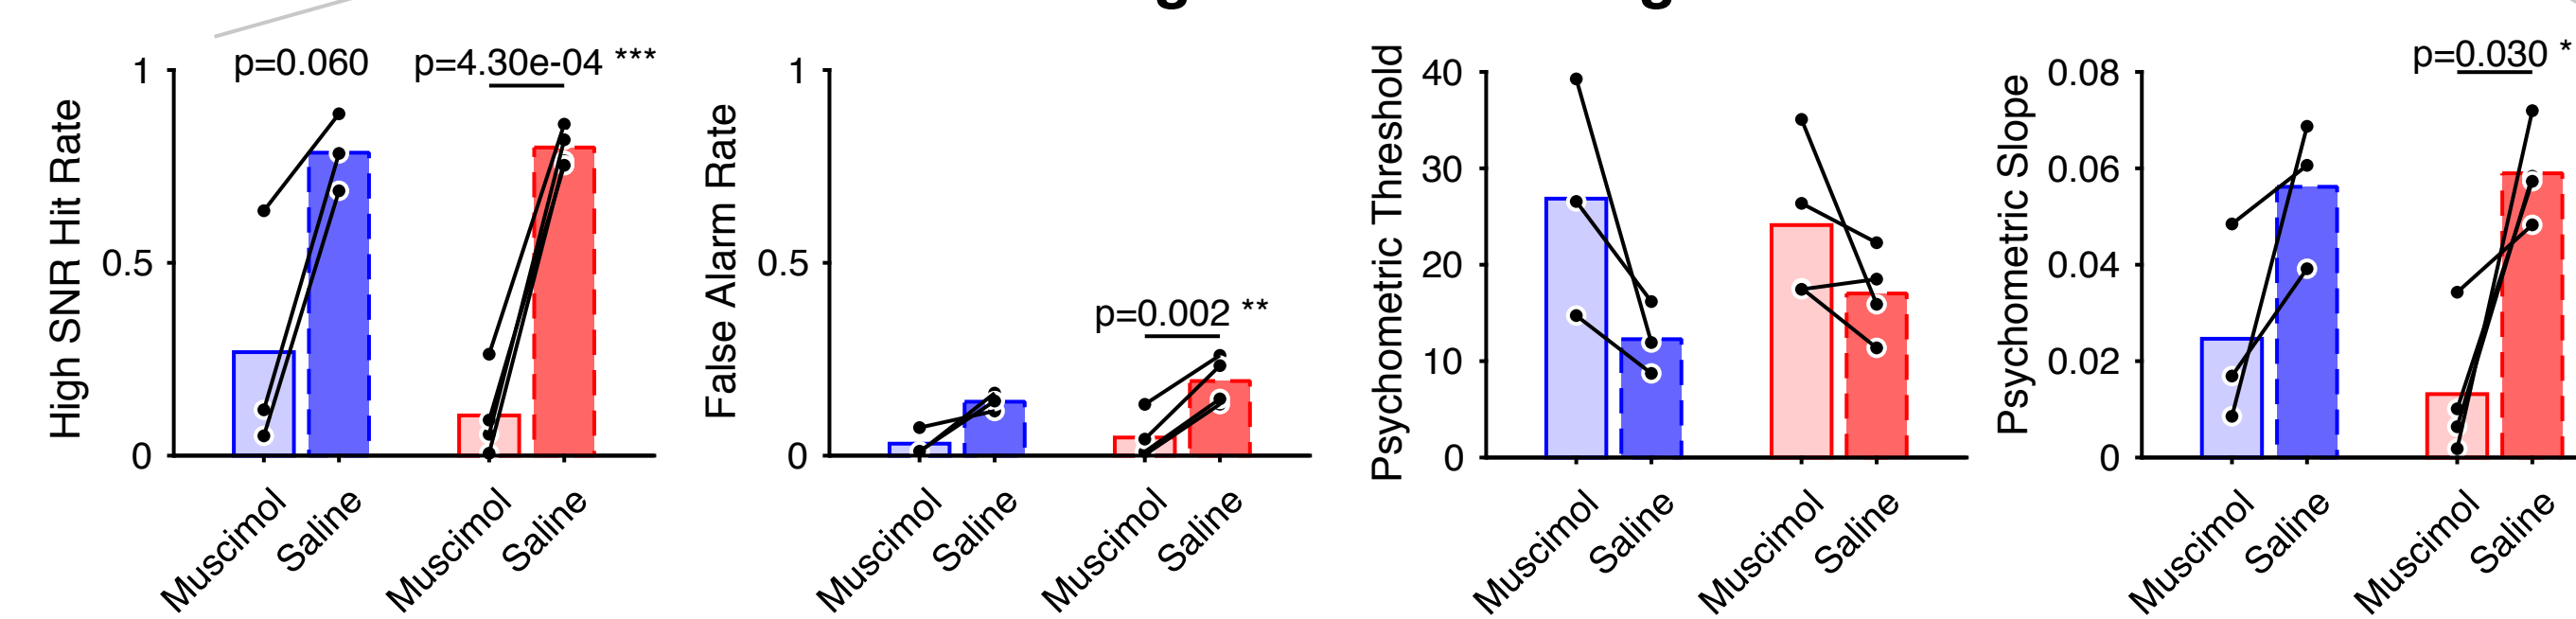 High SNR Hit Rate
1
0.5
0
p=0.060
p=4.30e-04 ***
Muscimol
Saline
Muscimol
Saline
False Alarm Rate
1
0.5
0
p=0.002 **
Muscimol
Saline
Muscimol
Saline
Psychometric Threshold
40
30
20
10
0
Muscimol
Saline
Muscimol
Saline
Psychometric Slope
0.08
0.06
0.04
0.02
0
p=0.030 *
Muscimol
Saline
Muscimol
Saline